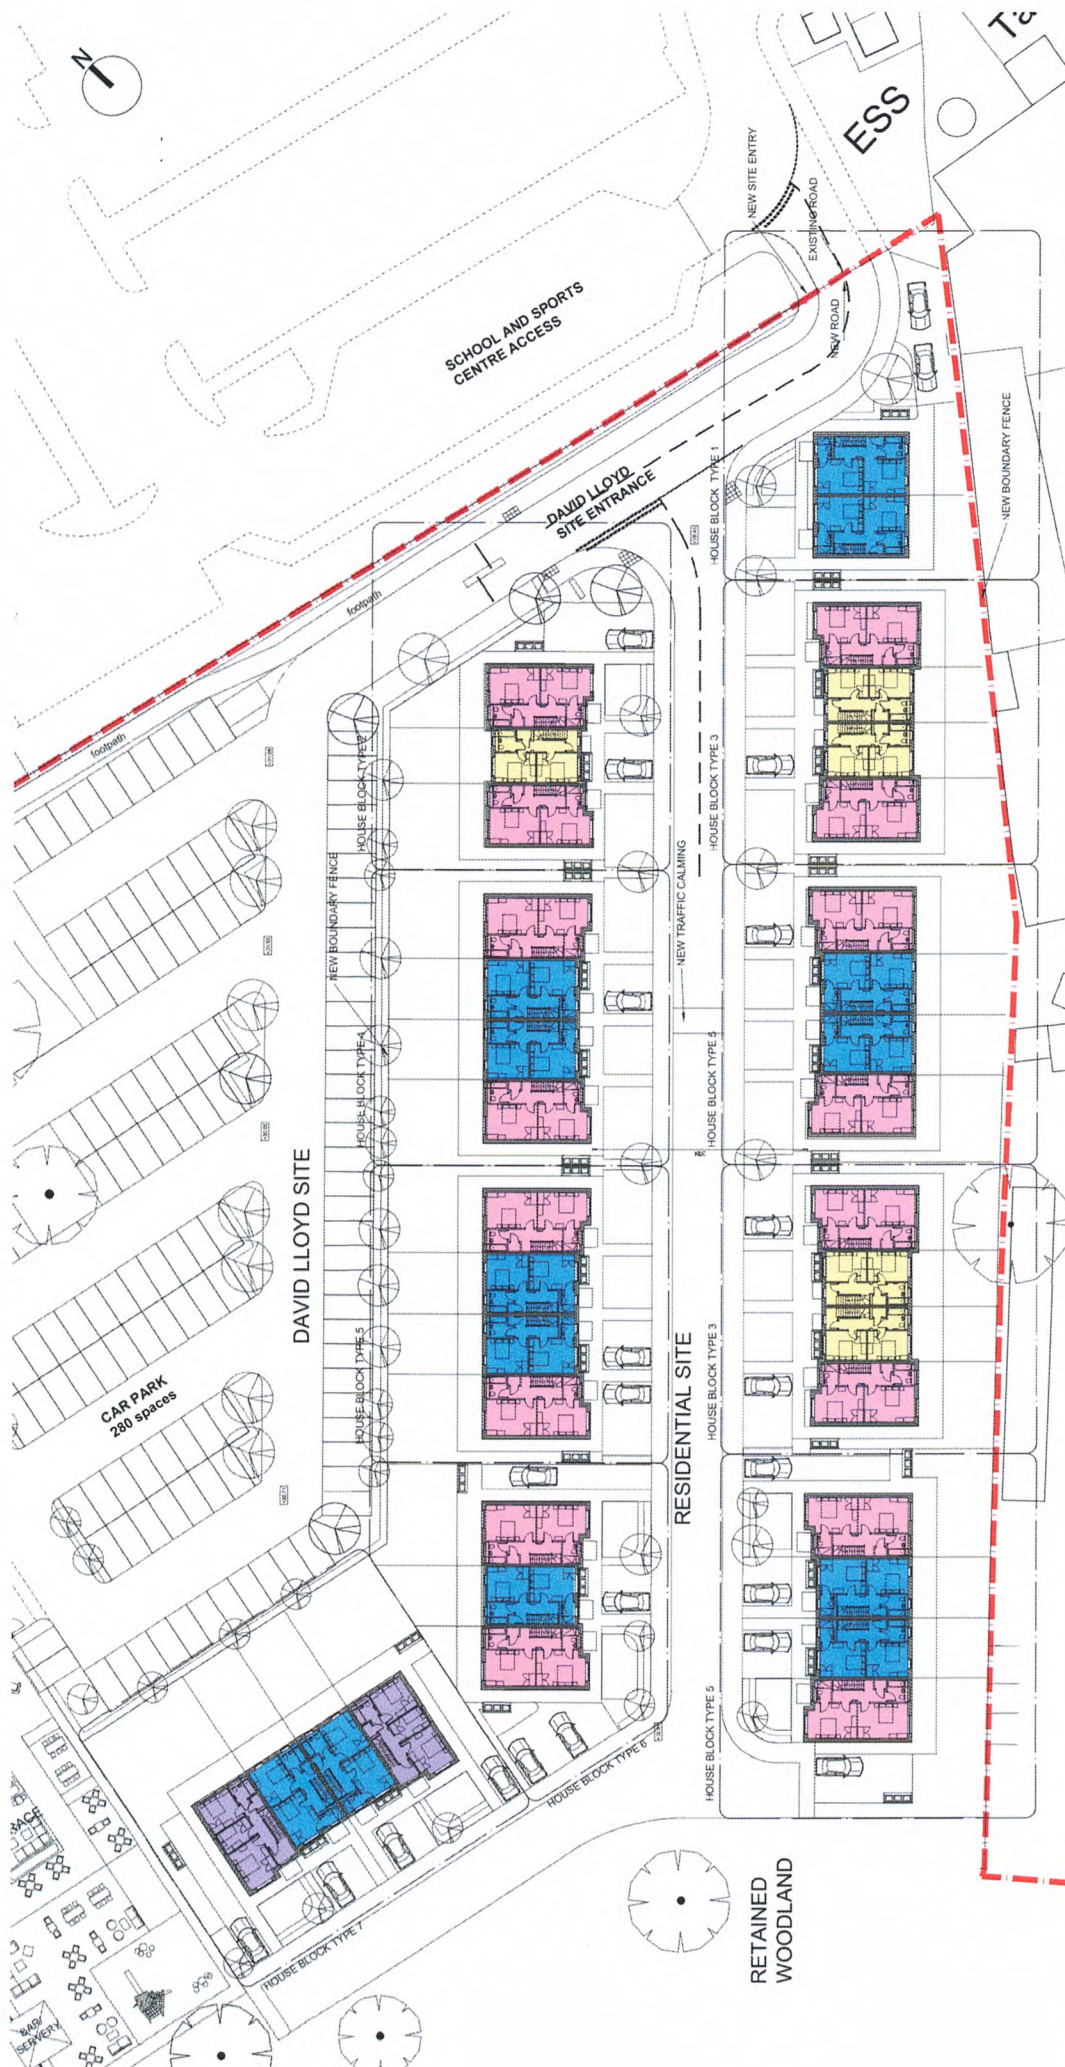 N
ESS
NEW SITE ENTRY
EXISTING ROAD
SCHOOL AND SPORTS
CENTRE ACCESS
NEW ROAD
NEW BOUNDARY FENCE
DAVID LLOYD
SITE ENTRANCE
HOUSE BLOCK TYPE 1
footpath
footpath
HOUSE BLOCK TYPE 2
HOUSE BLOCK TYPE 3
NEW BOUNDARY FENCE
NEW TRAFFIC CALMING
HOUSE BLOCK TYPE 4
HOUSE BLOCK TYPE 5
DAVID LLOYD SITE
HOUSE BLOCK TYPE 5
RESIDENTIAL SITE
HOUSE BLOCK TYPE 3
CAR PARK
280 spaces
HOUSE BLOCK TYPE 5
HOUSE BLOCK TYPE 6
HOUSE BLOCK TYPE 7
RETAINED
WOODLAND
BAR/
SERVERY